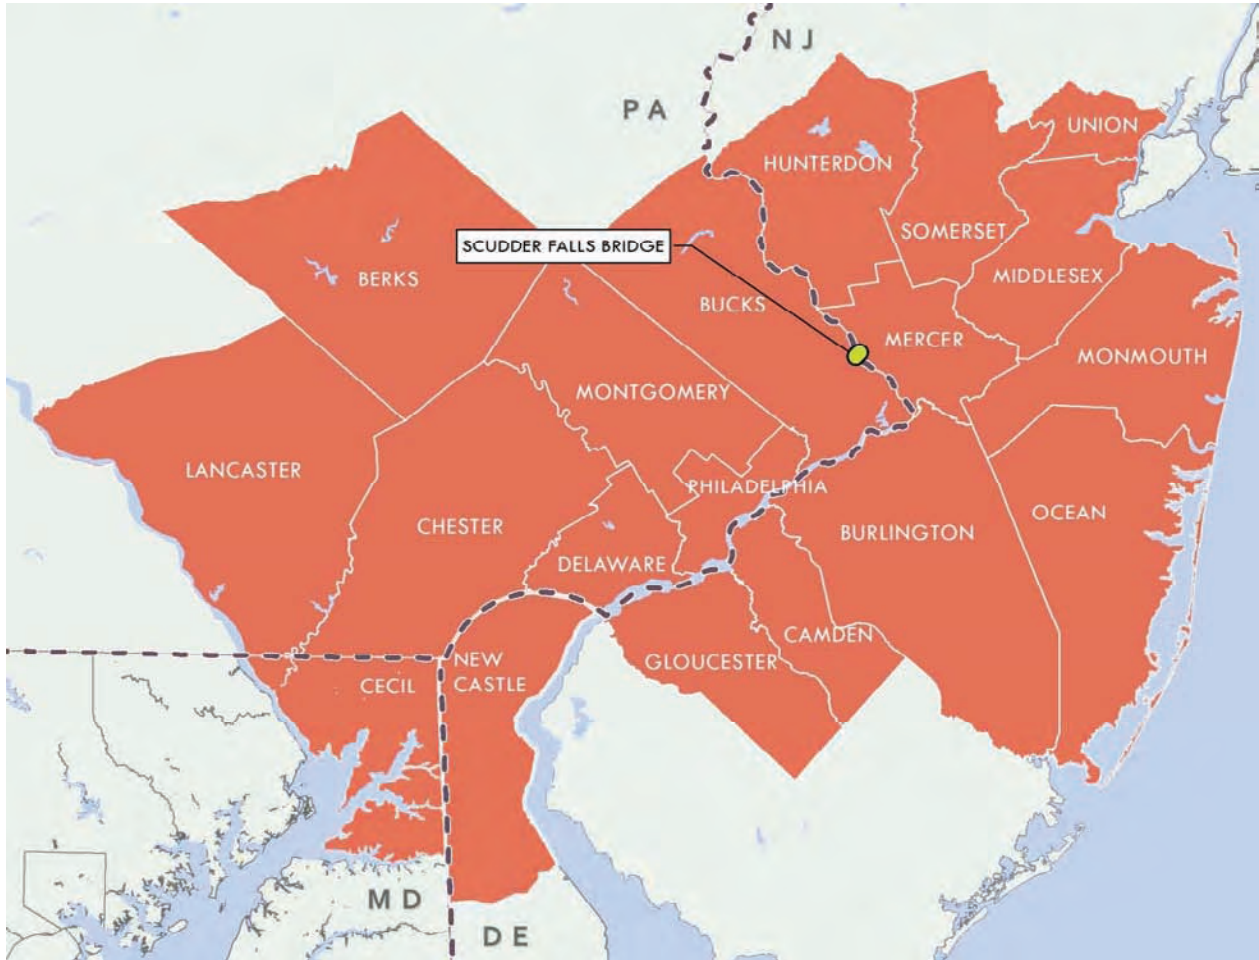 NJ
PA
UNION
HUNTERDON
SOMERSET
SCUDDER FALLS BRIDGE
BERKS
MIDDLESEX
BUCKS
MERCER
MONMOUTH
MONTGOMERY
LANCASTER
PHILADELPHIA
OCEAN
CHESTER
BURLINGTON
DELAWARE
CAMDEN
GLOUCESTER
NEW
CASTLE
CECIL
MD
DE